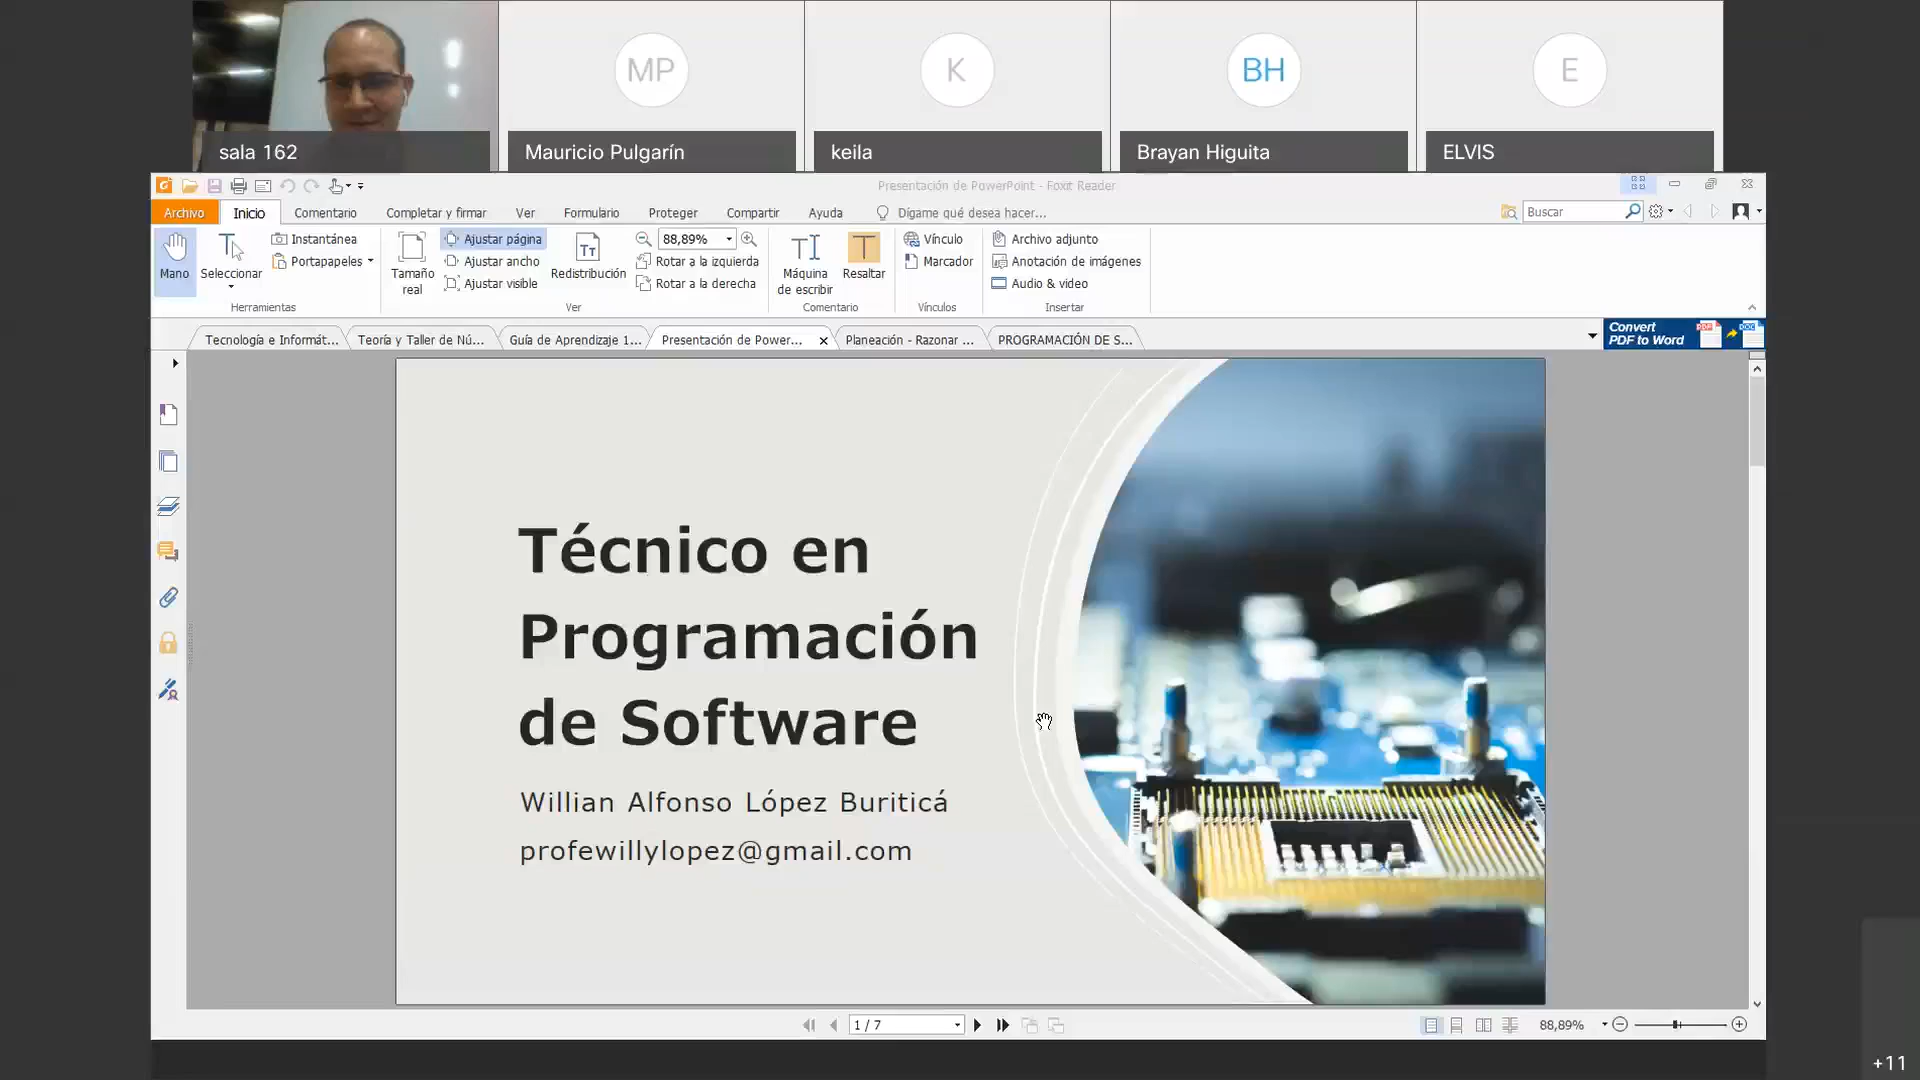 MP
K
BH
E
sala 162
Mauricio Pulgarín
keila
Brayan Higuita
ELVIS
Presentación de PowerPoint - Foxit Reader
Archivo
Inicio
Comentario
Completar y firmar
Ver
Formulario
Proteger
Compartir
Ayuda
Dígame qué desea hacer...
Buscar
Mano
Seleccionar
Instantánea
Portapapeles
Herramientas
Tamaño real
Ajustar página
Ajustar ancho
Ajustar visible
Redistribución
88,89%
Rotar a la izquierda
Rotar a la derecha
Ver
Máquina de escribir
Resaltar
Comentario
Vínculo
Marcador
Vínculos
Archivo adjunto
Anotación de imágenes
Audio & video
Insertar
Tecnología e Informát...
Teoría y Taller de Nú...
Guía de Aprendizaje 1...
Presentación de Power...
Planeación - Razonar ...
PROGRAMACIÓN DE S...
Convert
PDF to Word
Técnico en
Programación
de Software
Willian Alfonso López Buriticá
profewillylopez@gmail.com
1 / 7
88,89%
+11